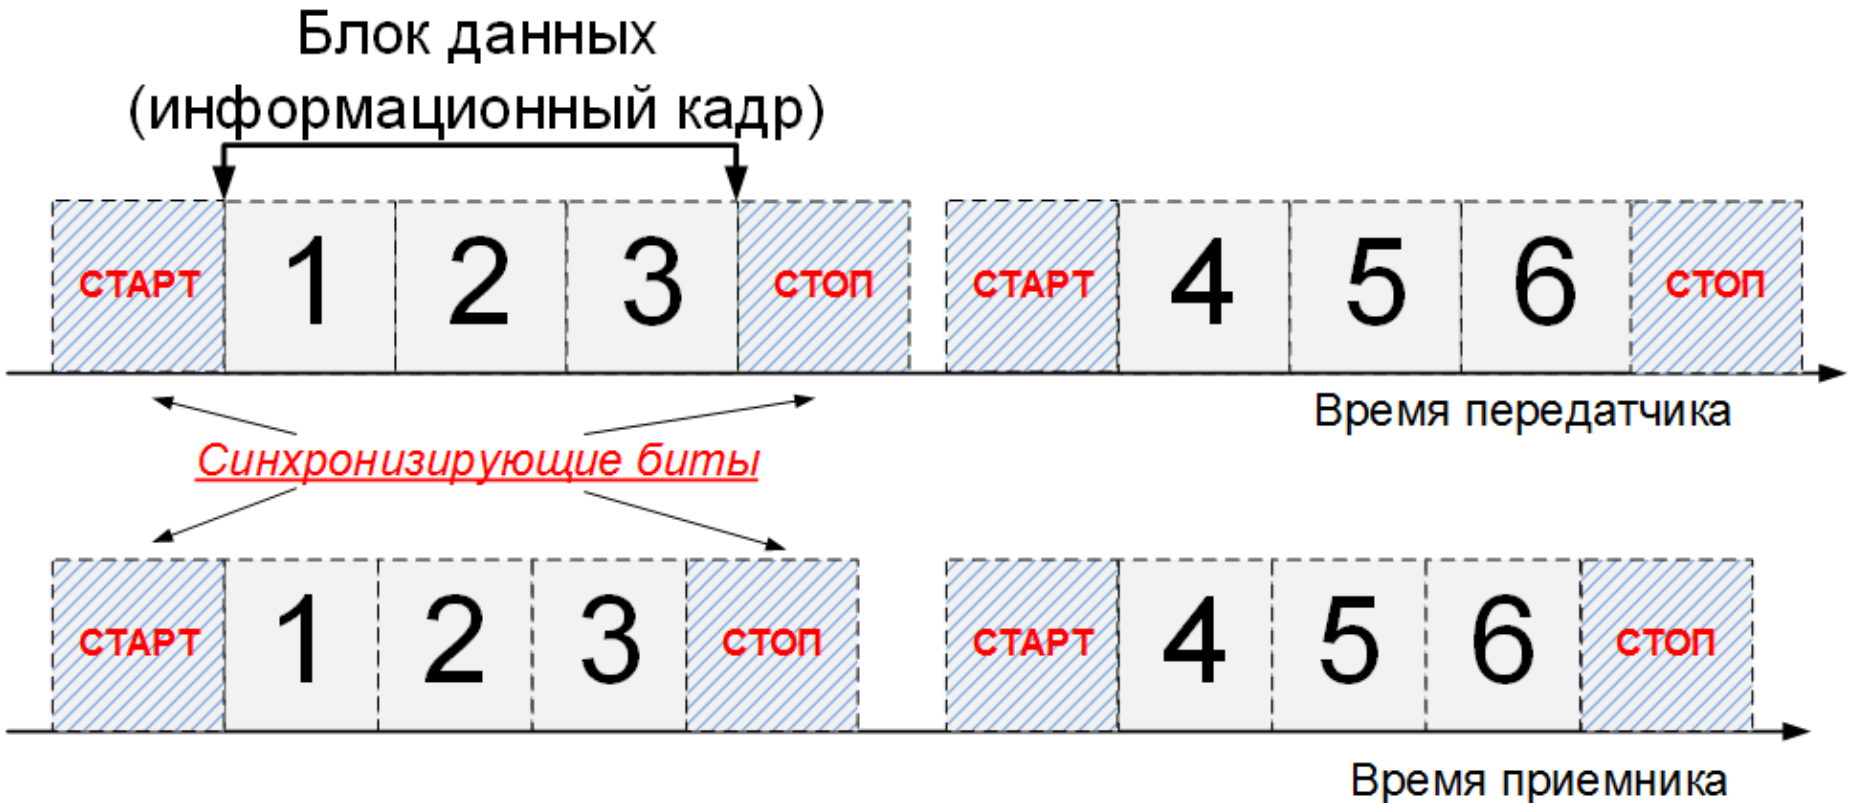 Блок данных
(информационный кадр)
СТАРТ 1 2 3 СТОП СТАРТ 4 5 6 СТОП
Время передатчика
Синхронизирующие биты
СТАРТ 1 2 3 СТОП СТАРТ 4 5 6 СТОП
Время приемника